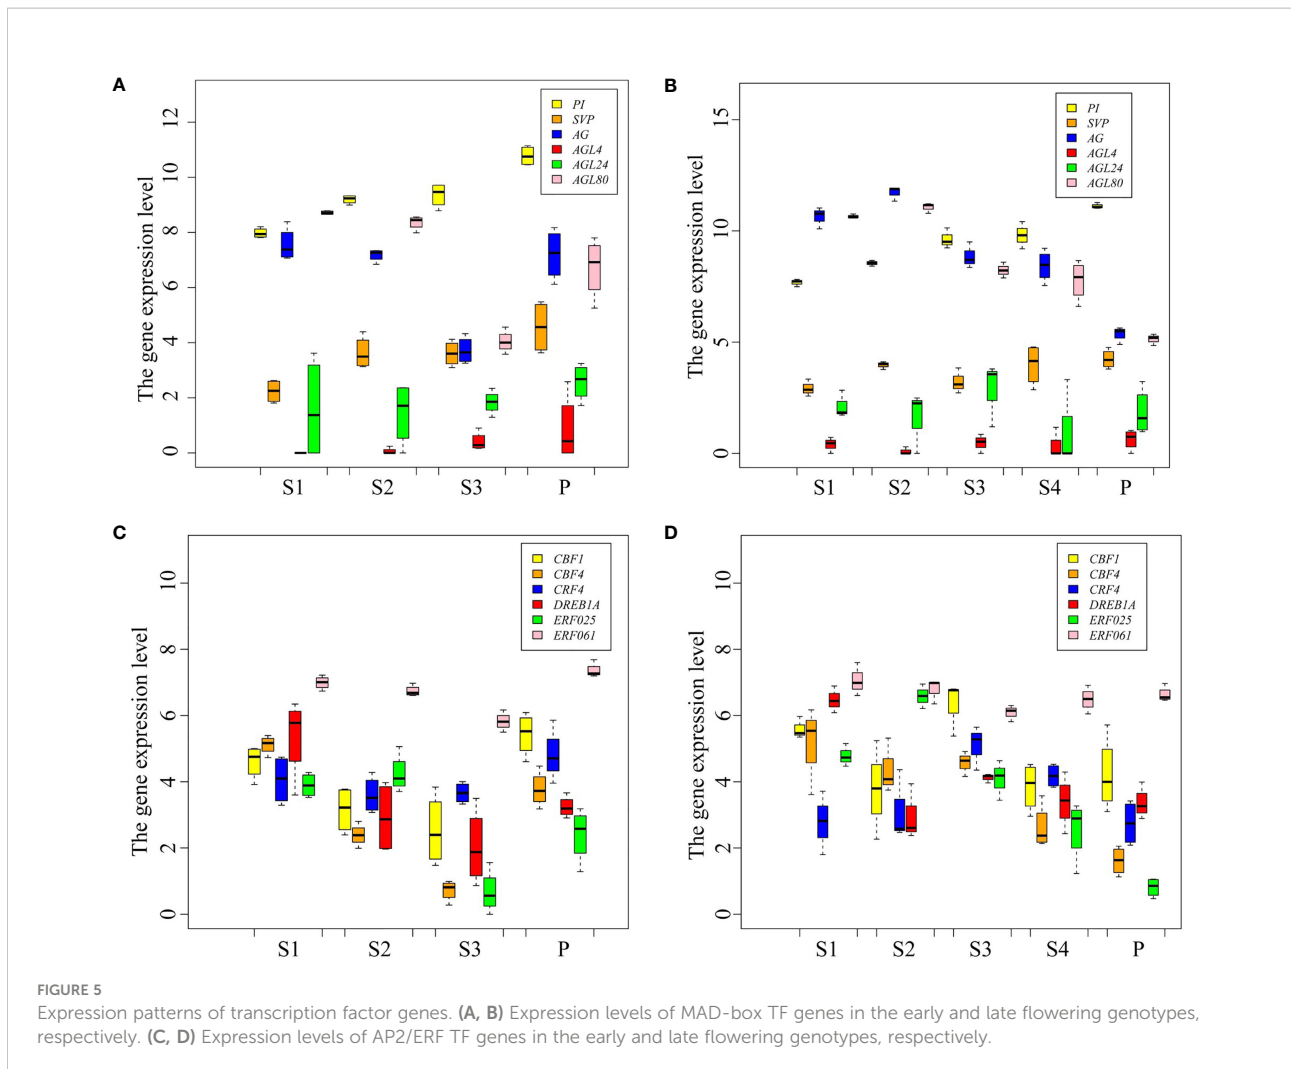 A
The gene expression level
12
10
8
6
4
2
0
PI
SVP
AG
AGL4
AGL24
AGL80
S1 S2 S3 P
B
The gene expression level
15
10
5
0
PI
SVP
AG
AGL4
AGL24
AGL80
S1 S2 S3 S4 P
C
The gene expression level
10
8
6
4
2
0
CBF1
CBF4
CRF4
DREB1A
ERF025
ERF061
S1 S2 S3 P
D
The gene expression level
10
8
6
4
2
0
CBF1
CBF4
CRF4
DREB1A
ERF025
ERF061
S1 S2 S3 S4 P
FIGURE 5
Expression patterns of transcription factor genes. (A, B) Expression levels of MAD-box TF genes in the early and late flowering genotypes,
respectively. (C, D) Expression levels of AP2/ERF TF genes in the early and late flowering genotypes, respectively.